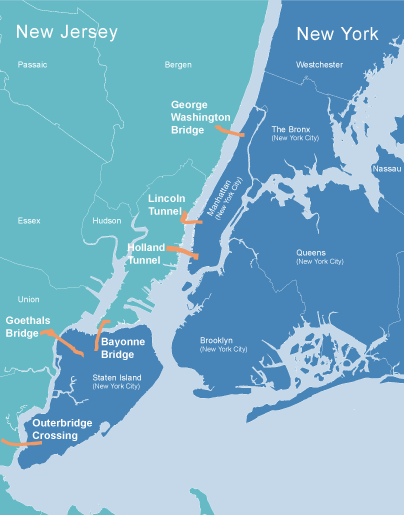 New Jersey
New York
Passaic
Bergen
Westchester
George
Washington
Bridge
The Bronx
(New York City)
Nassau
Manhattan
(New York City)
Lincoln
Tunnel
Essex
Hudson
Holland
Tunnel
Queens
(New York City)
Union
Goethals
Bridge
Bayonne
Bridge
Brooklyn
(New York City)
Staten Island
(New York City)
Outerbridge
Crossing